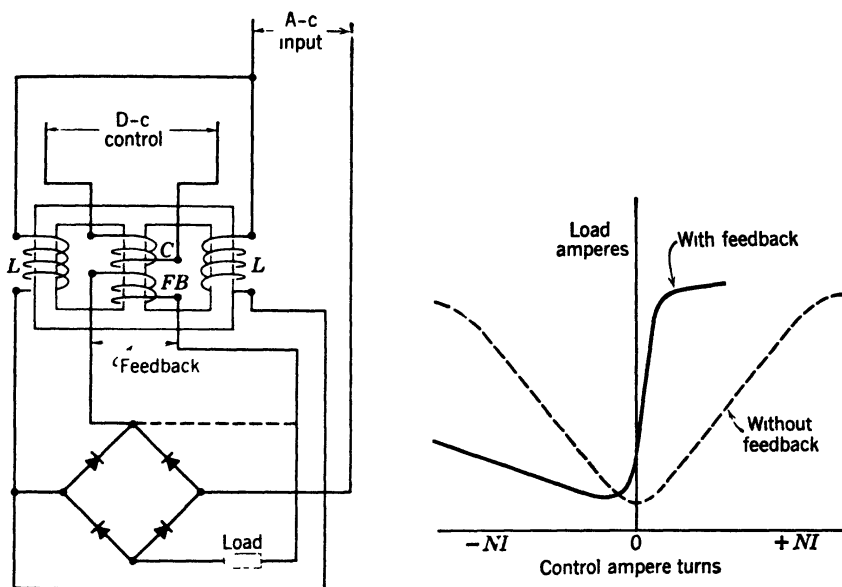 A-c
input
D-c
control
L
C
L
FB
Feedback
Load
Load
amperes
With feedback
Without
feedback
-NI
0
+NI
Control ampere turns